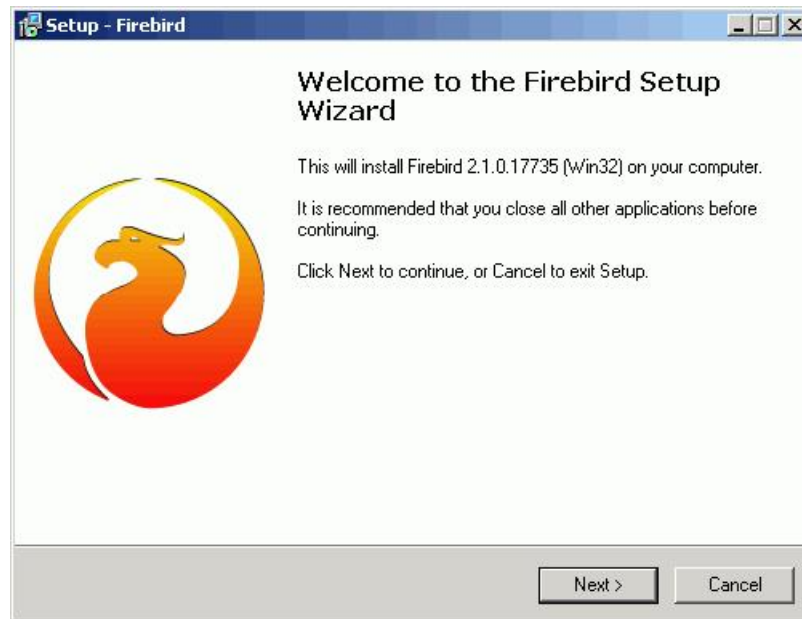 Setup - Firebird
Welcome to the Firebird Setup
Wizard
This will install Firebird 2.1.0.17735 (Win32) on your computer.
It is recommended that you close all other applications before
continuing.
Click Next to continue, or Cancel to exit Setup.
Next >
Cancel